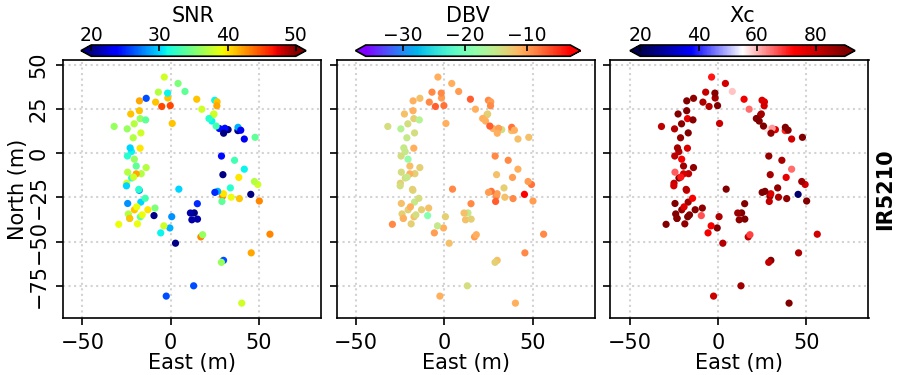 SNR DBV Xc
20 30 40 50 −30 −20 −10 20 40 60 80
50
25
0
−25
−50
−75
North (m)
−50 0 50 −50 0 50 −50 0 50
East (m) East (m) East (m)
IR5210